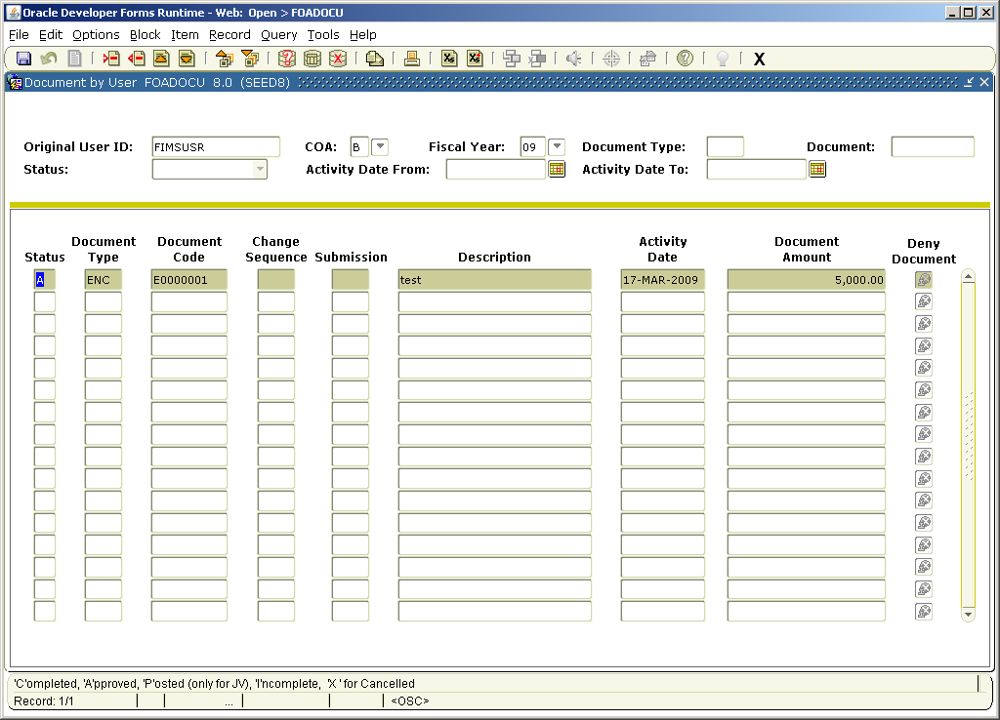 Oracle Developer Forms Runtime - Web: Open > FOADOCU
File Edit Options Block Item Record Query Tools Help
X
Document by User FOADOCU 8.0 (SEED8)
Original User ID: FIMSUSR COA: B Fiscal Year: 09 Document Type: Document:
Status: Activity Date From: Activity Date To:
Document Document Change Activity Document Deny
Status Type Code Sequence Submission Description Date Amount Document
A ENC E0000001 test 17-MAR-2009 5,000.00
'C'ompleted, 'A'pproved, 'P'osted (only for JV), 'I'ncomplete, 'X ' for Cancelled
Record: 1/1 ... <OSC>